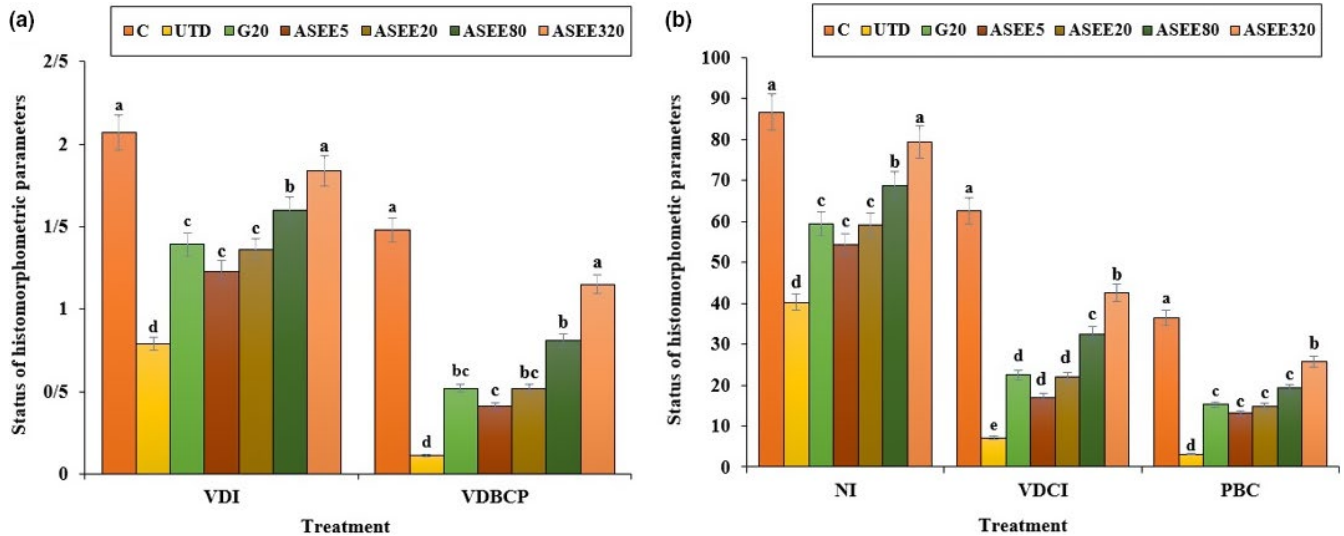 (a)
C UTD G20 ASEE5 ASEE20 ASEE80 ASEE320
Status of histomorphometric parameters
2/5
2
1/5
1
0/5
0
a d c c c b a
a d bc c bc b a
VDI VDBCP
Treatment
(b)
C UTD G20 ASEE5 ASEE20 ASEE80 ASEE320
Status of histomorphometic parameters
100
90
80
70
60
50
40
30
20
10
0
a d c c c b a
a e d d d c b
a d c c c c b
NI VDCI PBC
Treatment